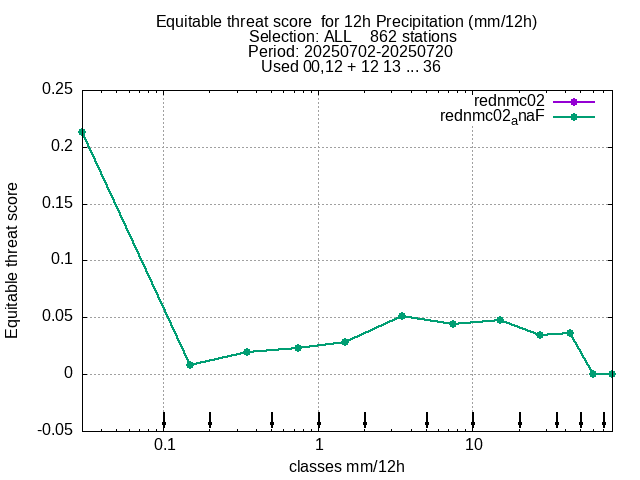 Equitable threat score  for 12h Precipitation (mm/12h)
Selection: ALL    862 stations
Period: 20250702-20250720
Used 00,12 + 12 13 ... 36
rednmc02
rednmc02anaF
0.25
0.2
0.15
0.1
0.05
0
-0.05
Equitable threat score
0.1
1
10
classes mm/12h